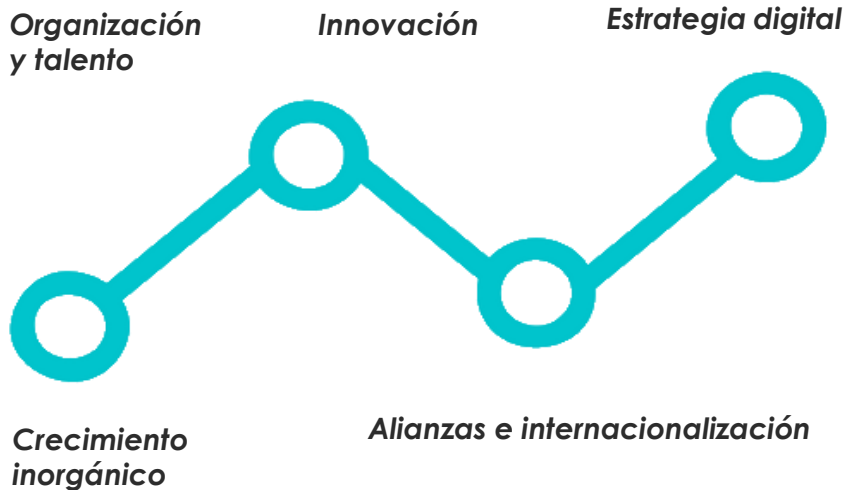 Organización
y talento
Innovación
Estrategia digital
Crecimiento
inorgánico
Alianzas e internacionalización